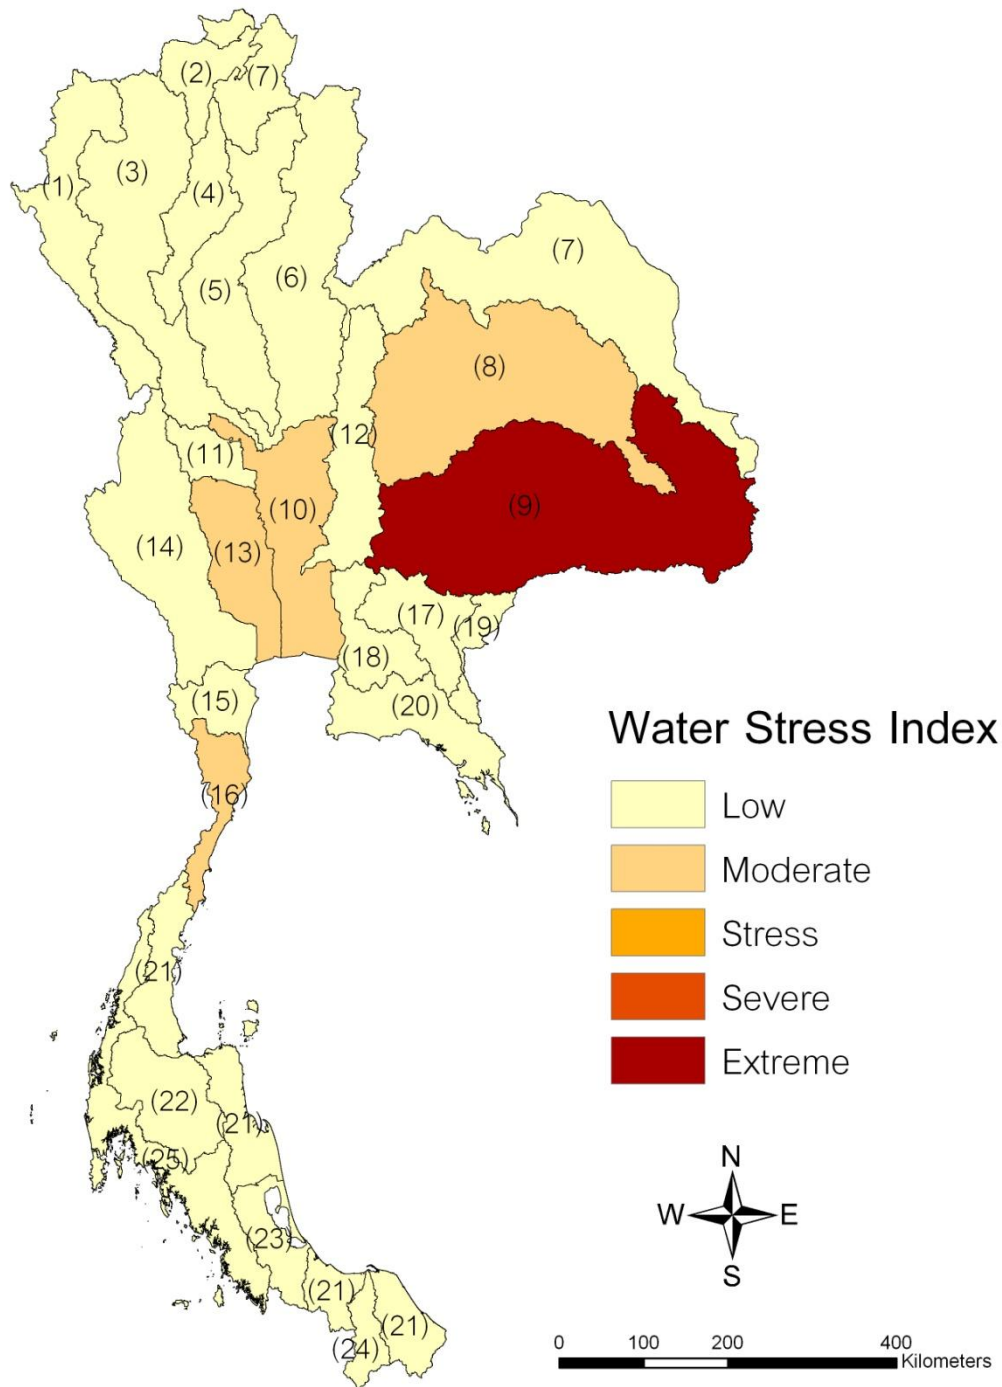 (2)
(7)
(3)
(1)
(4)
(7)
(6)
(5)
(8)
(12)
(11)
(9)
(10)
(14)
(13)
(17)
(19)
(18)
(15)
(20)
(16)
(21)
(22)
(21)
(25)
(23)
(21)
(21)
(24)
Water Stress Index
Low
Moderate
Stress
Severe
Extreme
N
W E
S
0 100 200 400
Kilometers